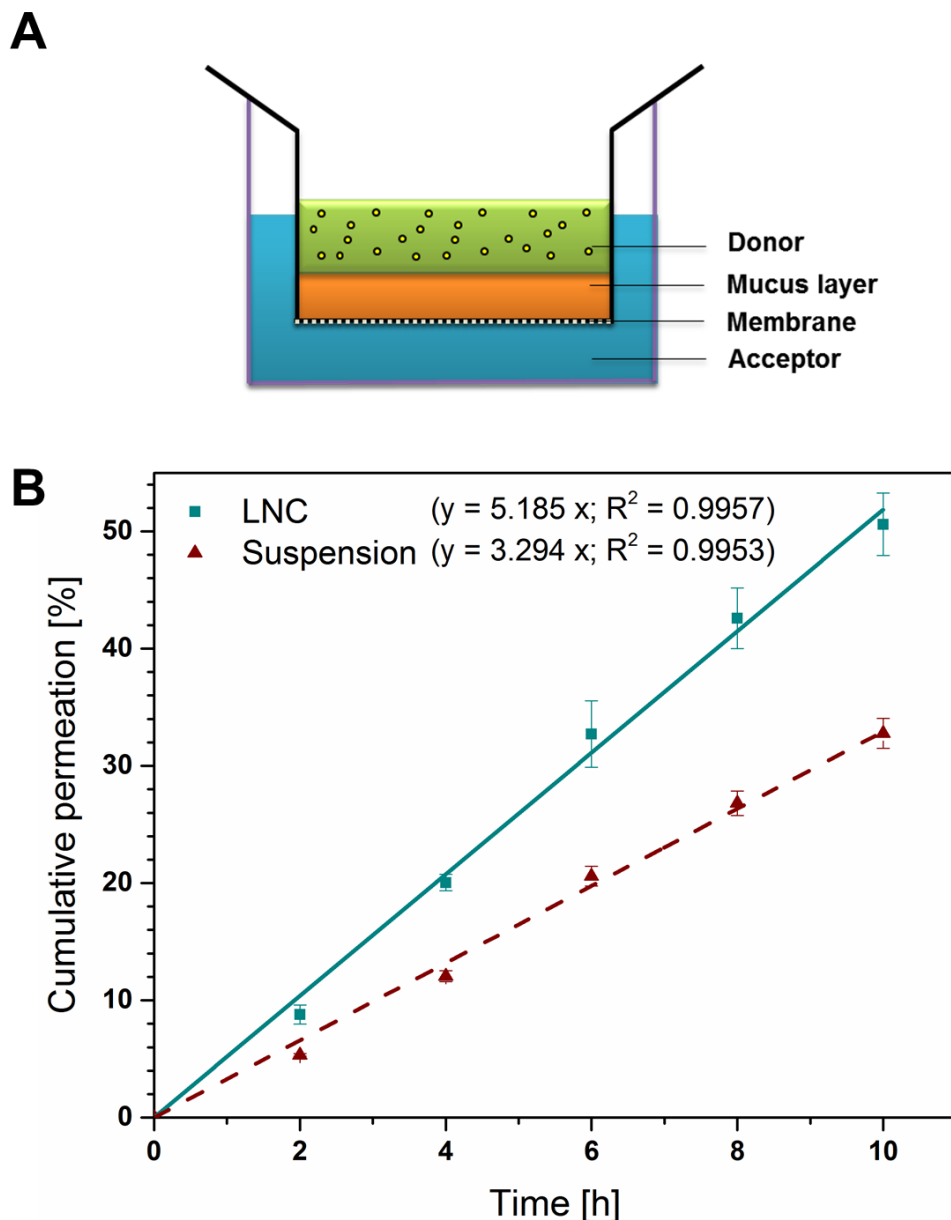 A
Donor
Mucus layer
Membrane
Acceptor
B
LNC (y = 5.185 x; R² = 0.9957)
Suspension (y = 3.294 x; R² = 0.9953)
Cumulative permeation [%]
50
40
30
20
10
0
0 2 4 6 8 10
Time [h]